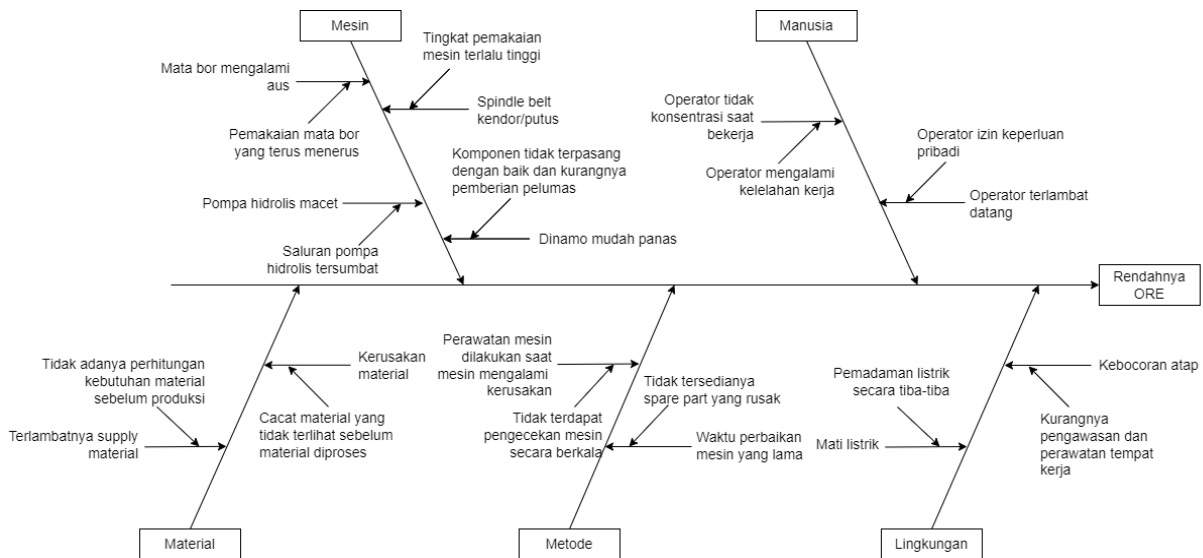 Mesin
Mata bor mengalami
aus
Pemakaian mata bor
yang terus menerus
Tingkat pemakaian
mesin terlalu tinggi
Spindle belt
kendor/putus
Pompa hidrolis macet
Saluran pompa
hidrolis tersumbat
Komponen tidak terpasang
dengan baik dan kurangnya
pemberian pelumas
Dinamo mudah panas
Manusia
Operator tidak
konsentrasi saat
bekerja
Operator mengalami
kelelahan kerja
Operator izin keperluan
pribadi
Operator terlambat
datang
Rendahnya
ORE
Tidak adanya perhitungan
kebutuhan material
sebelum produksi
Terlambatnya supply
material
Kerusakan
material
Cacat material yang
tidak terlihat sebelum
material diproses
Material
Perawatan mesin
dilakukan saat
mesin mengalami
kerusakan
Tidak terdapat
pengecekan mesin
secara berkala
Tidak tersedianya
spare part yang rusak
Waktu perbaikan
mesin yang lama
Metode
Pemadaman listrik
secara tiba-tiba
Mati listrik
Kebocoran atap
Kurangnya
pengawasan dan
perawatan tempat
kerja
Lingkungan